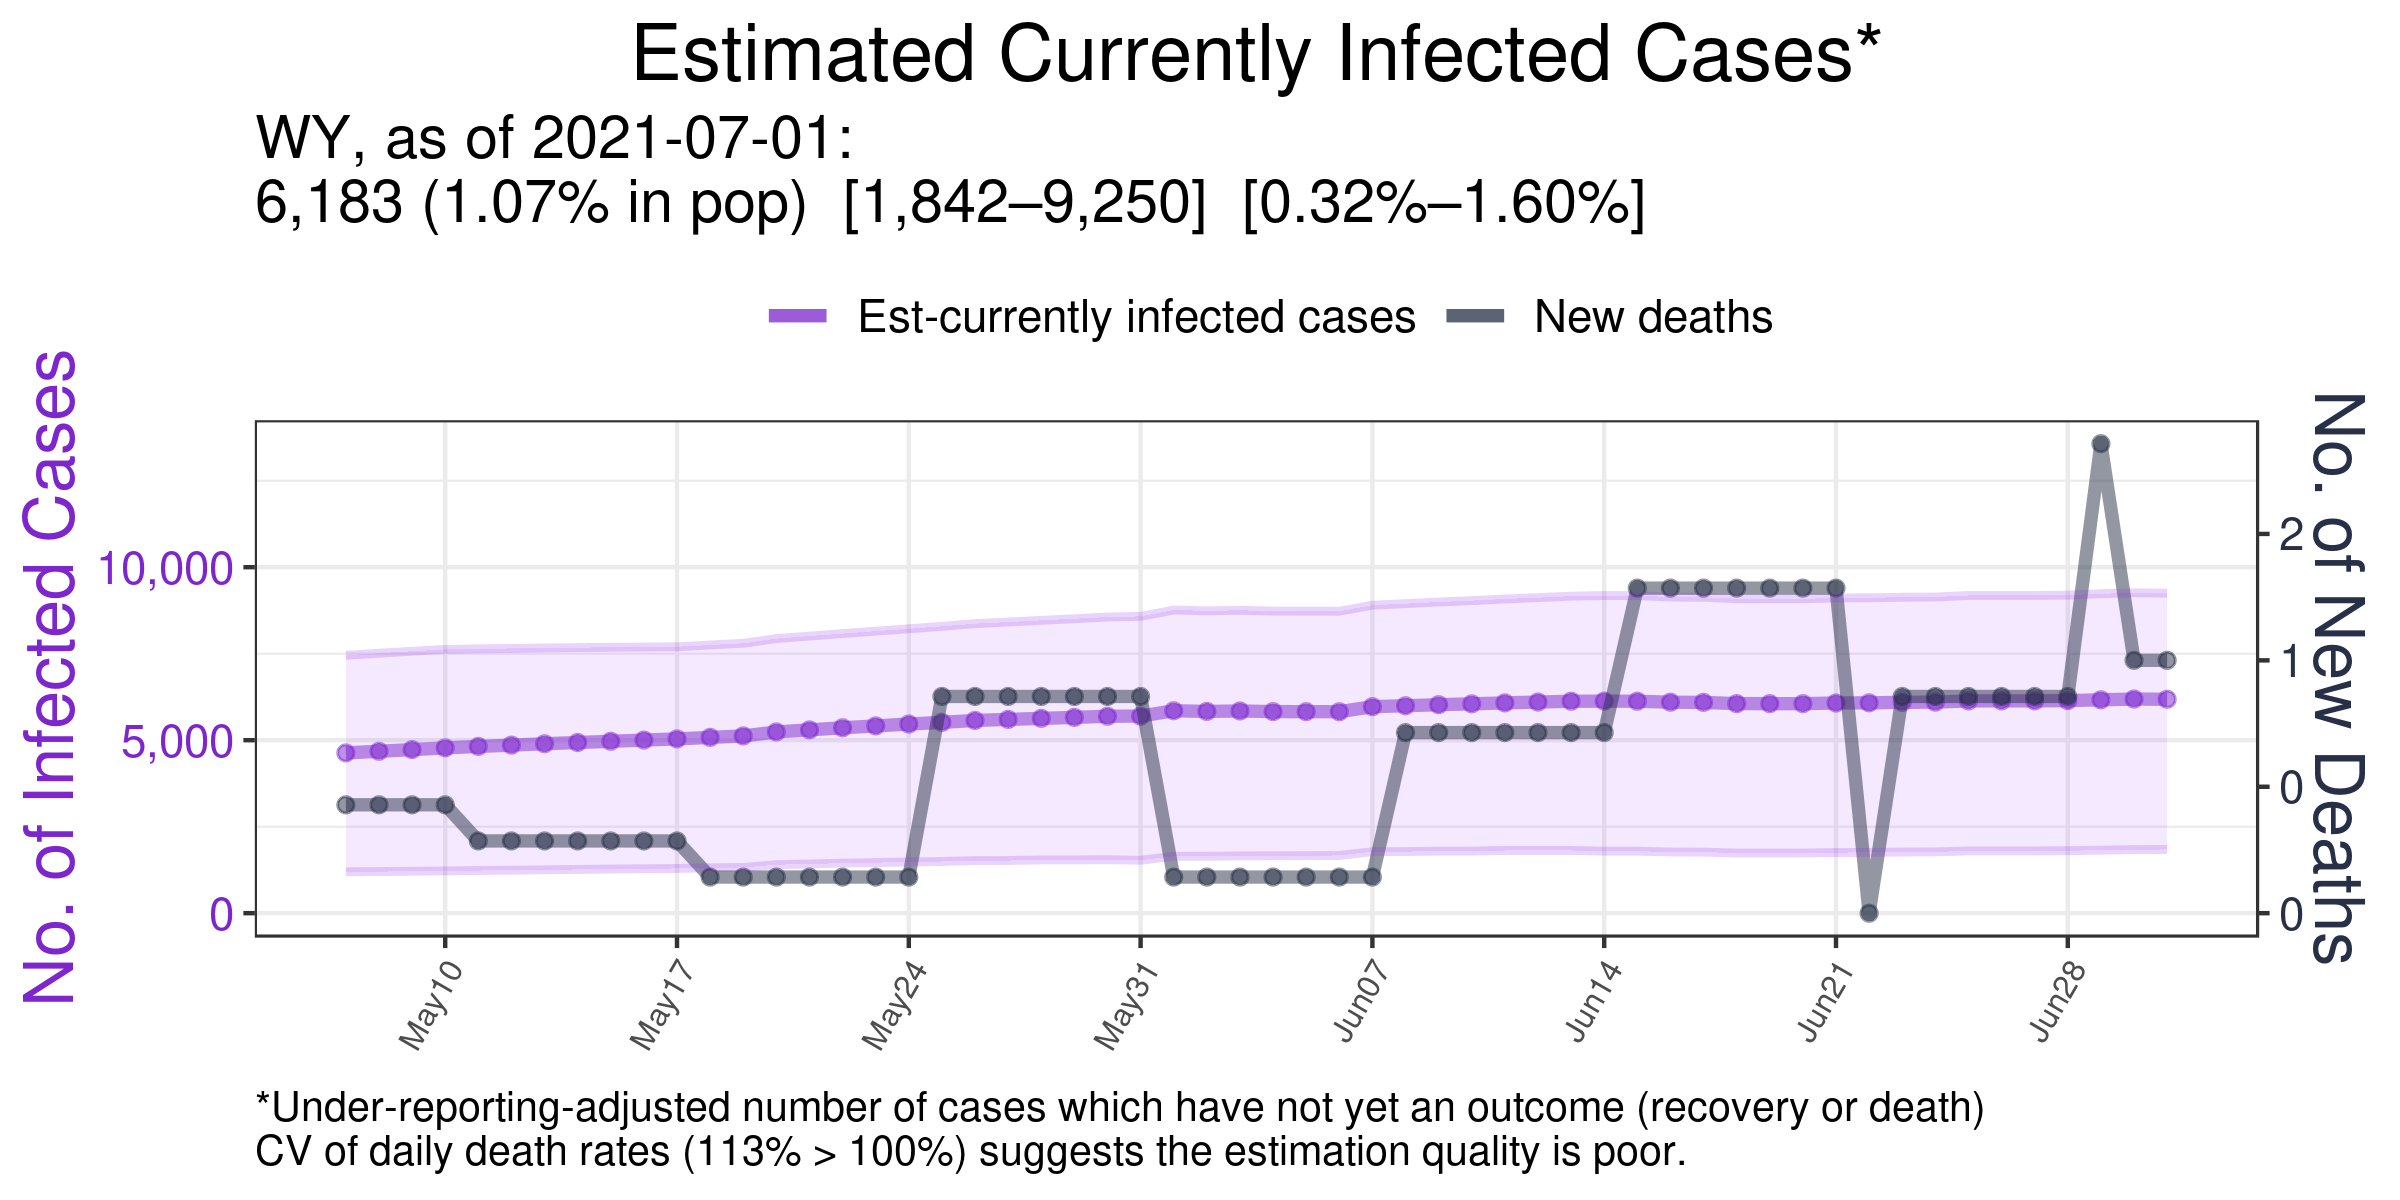 Estimated Currently Infected Cases*
WY, as of 2021-07-01:
6,183 (1.07% in pop)  [1,842–9,250]  [0.32%–1.60%]
Est-currently infected cases
New deaths
No. of Infected Cases
10,000
5,000
0
No. of New Deaths
2
1
0
0
May10
May17
May24
May31
Jun07
Jun14
Jun21
Jun28
*Under-reporting-adjusted number of cases which have not yet an outcome (recovery or death)
CV of daily death rates (113% > 100%) suggests the estimation quality is poor.